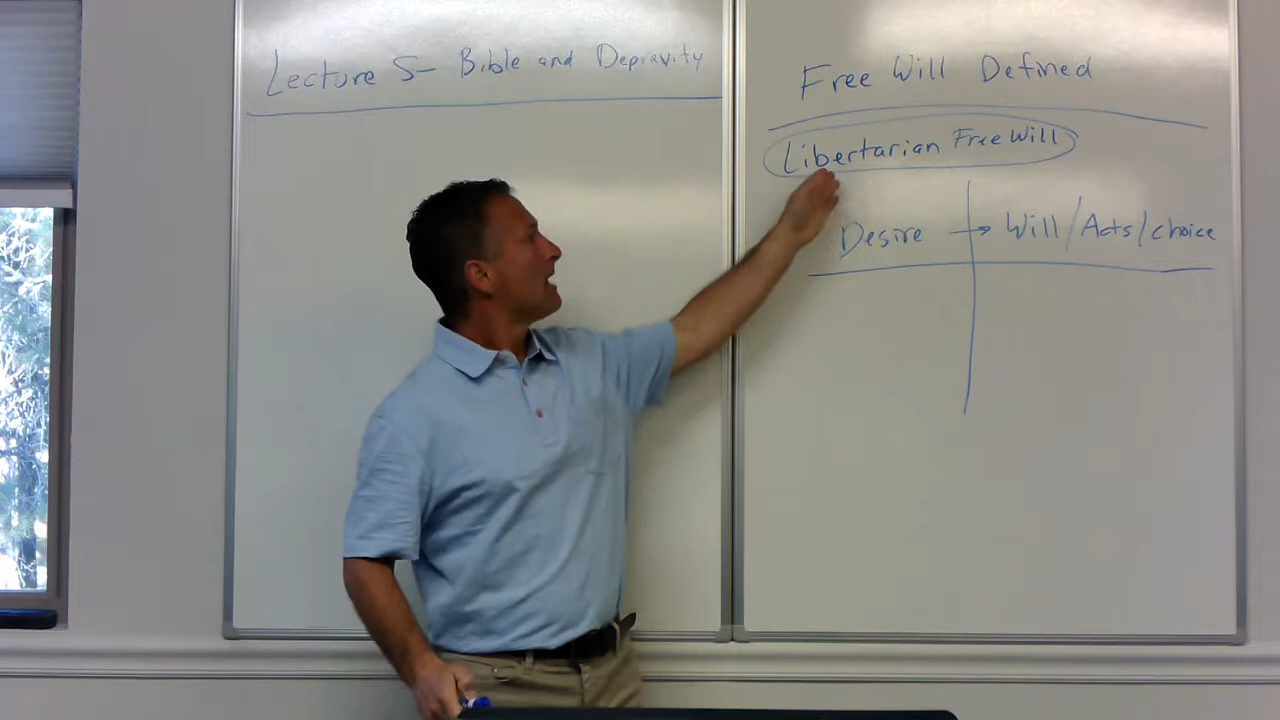 Lecture 5- Bible and Depravity
Free Will Defined
Libertarian Free Will
Desire → Will/Acts/choice